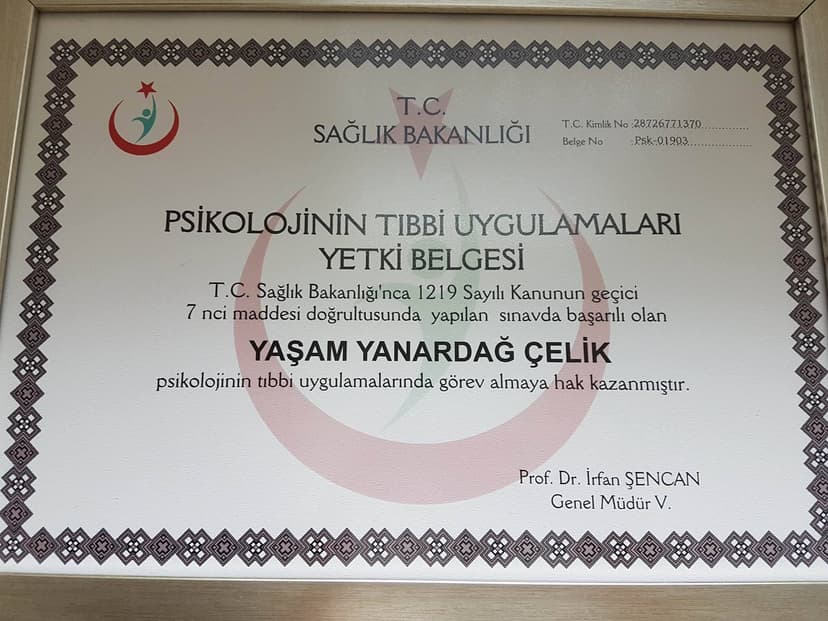 T.C.
SAĞLIK BAKANLIĞI
T.C. Kimlik No :28726771370
Belge No :Psk-01903
PSİKOLOJİNİN TIBBİ UYGULAMALARI
YETKİ BELGESİ
T.C. Sağlık Bakanlığı'nca 1219 Sayılı Kanunun geçici
7 nci maddesi doğrultusunda yapılan sınavda başarılı olan
YAŞAM YANARDAĞ ÇELİK
psikolojinin tıbbi uygulamalarında görev almaya hak kazanmıştır.
Prof. Dr. İrfan ŞENCAN
Genel Müdür V.